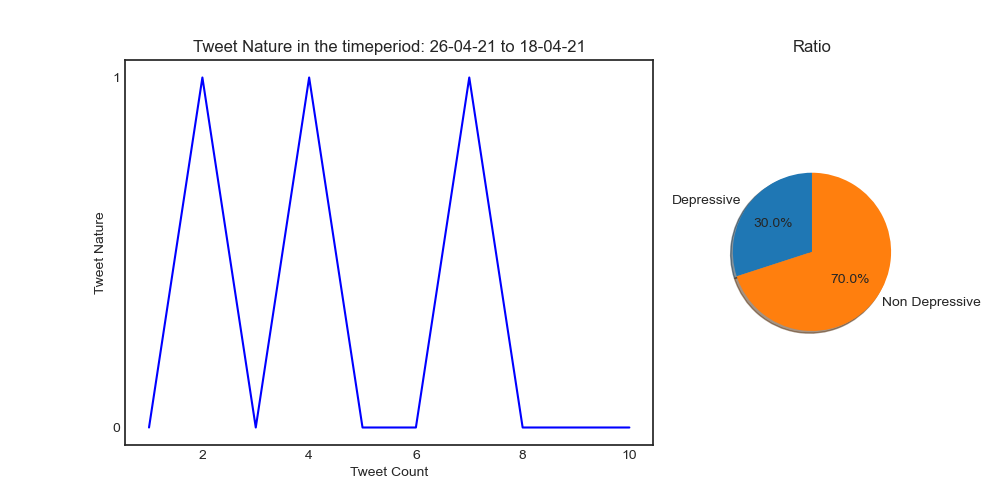 Tweet Nature in the timeperiod: 26-04-21 to 18-04-21
1
0
Tweet Nature
2 4 6 8 10
Tweet Count
Ratio
Depressive
30.0%
70.0%
Non Depressive